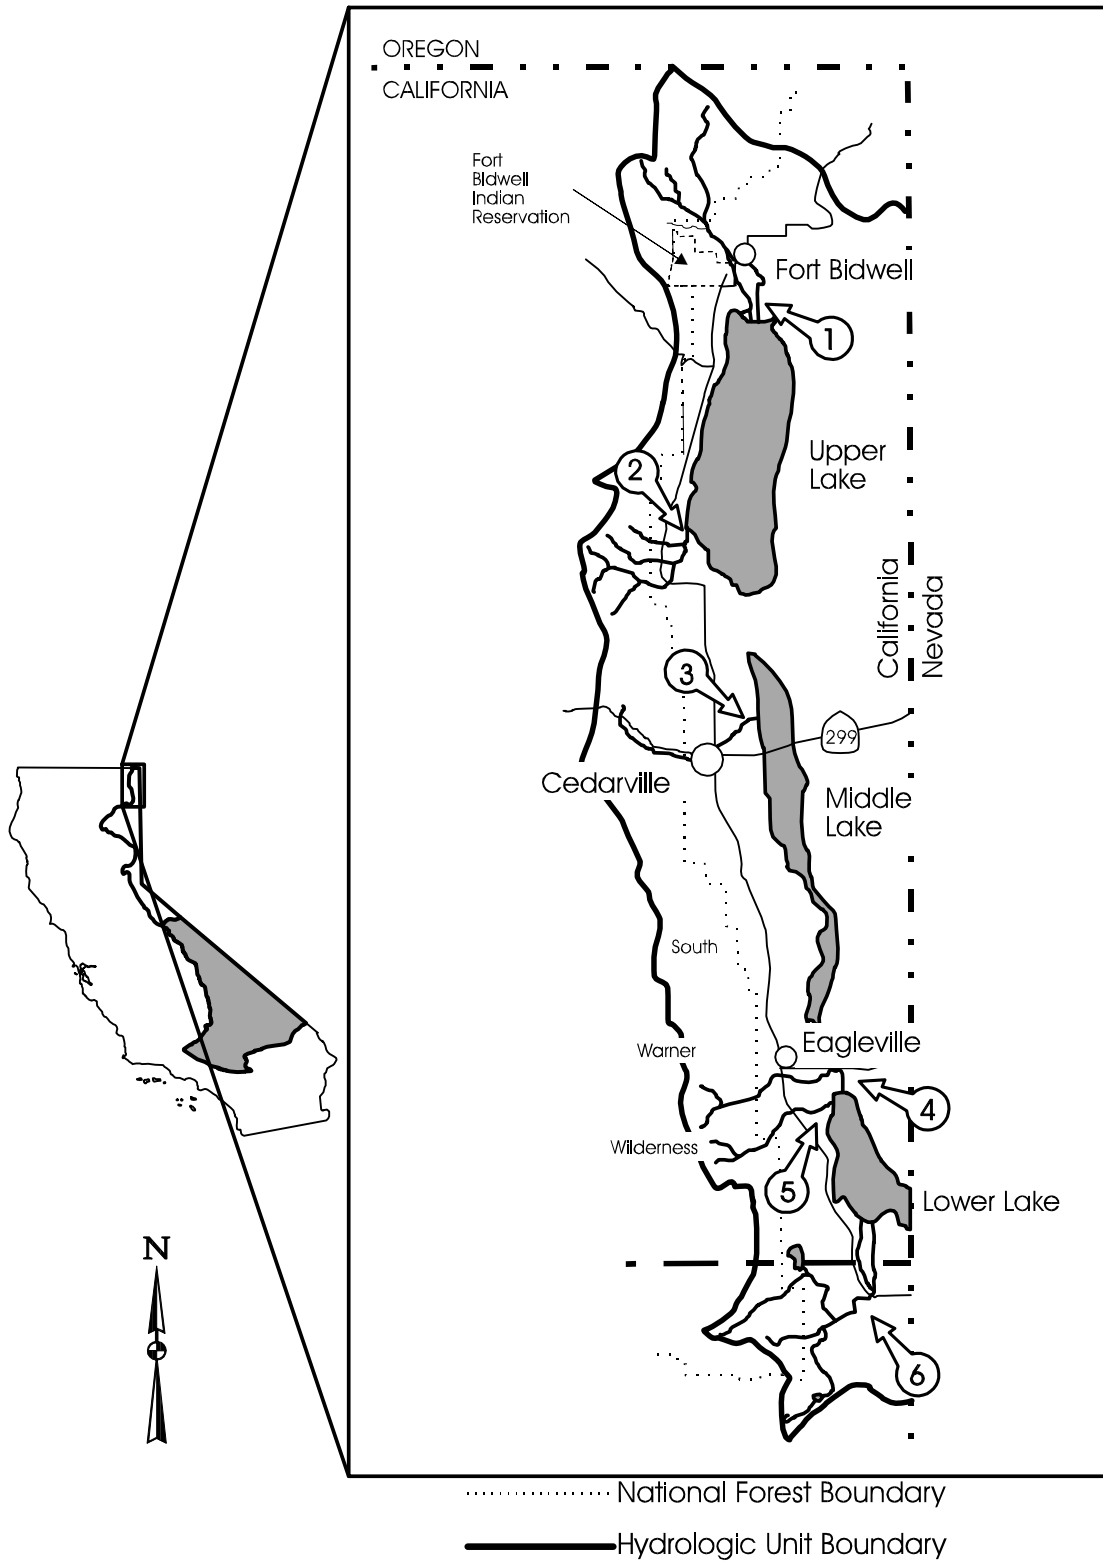 OREGON
CALIFORNIA
Fort
Bidwell
Indian
Reservation
Fort Bidwell
1
Upper
Lake
2
California
Nevada
3
299
Cedarville
Middle
Lake
South
Eagleville
Warner
4
Wilderness
5
Lower Lake
N
6
National Forest Boundary
Hydrologic Unit Boundary